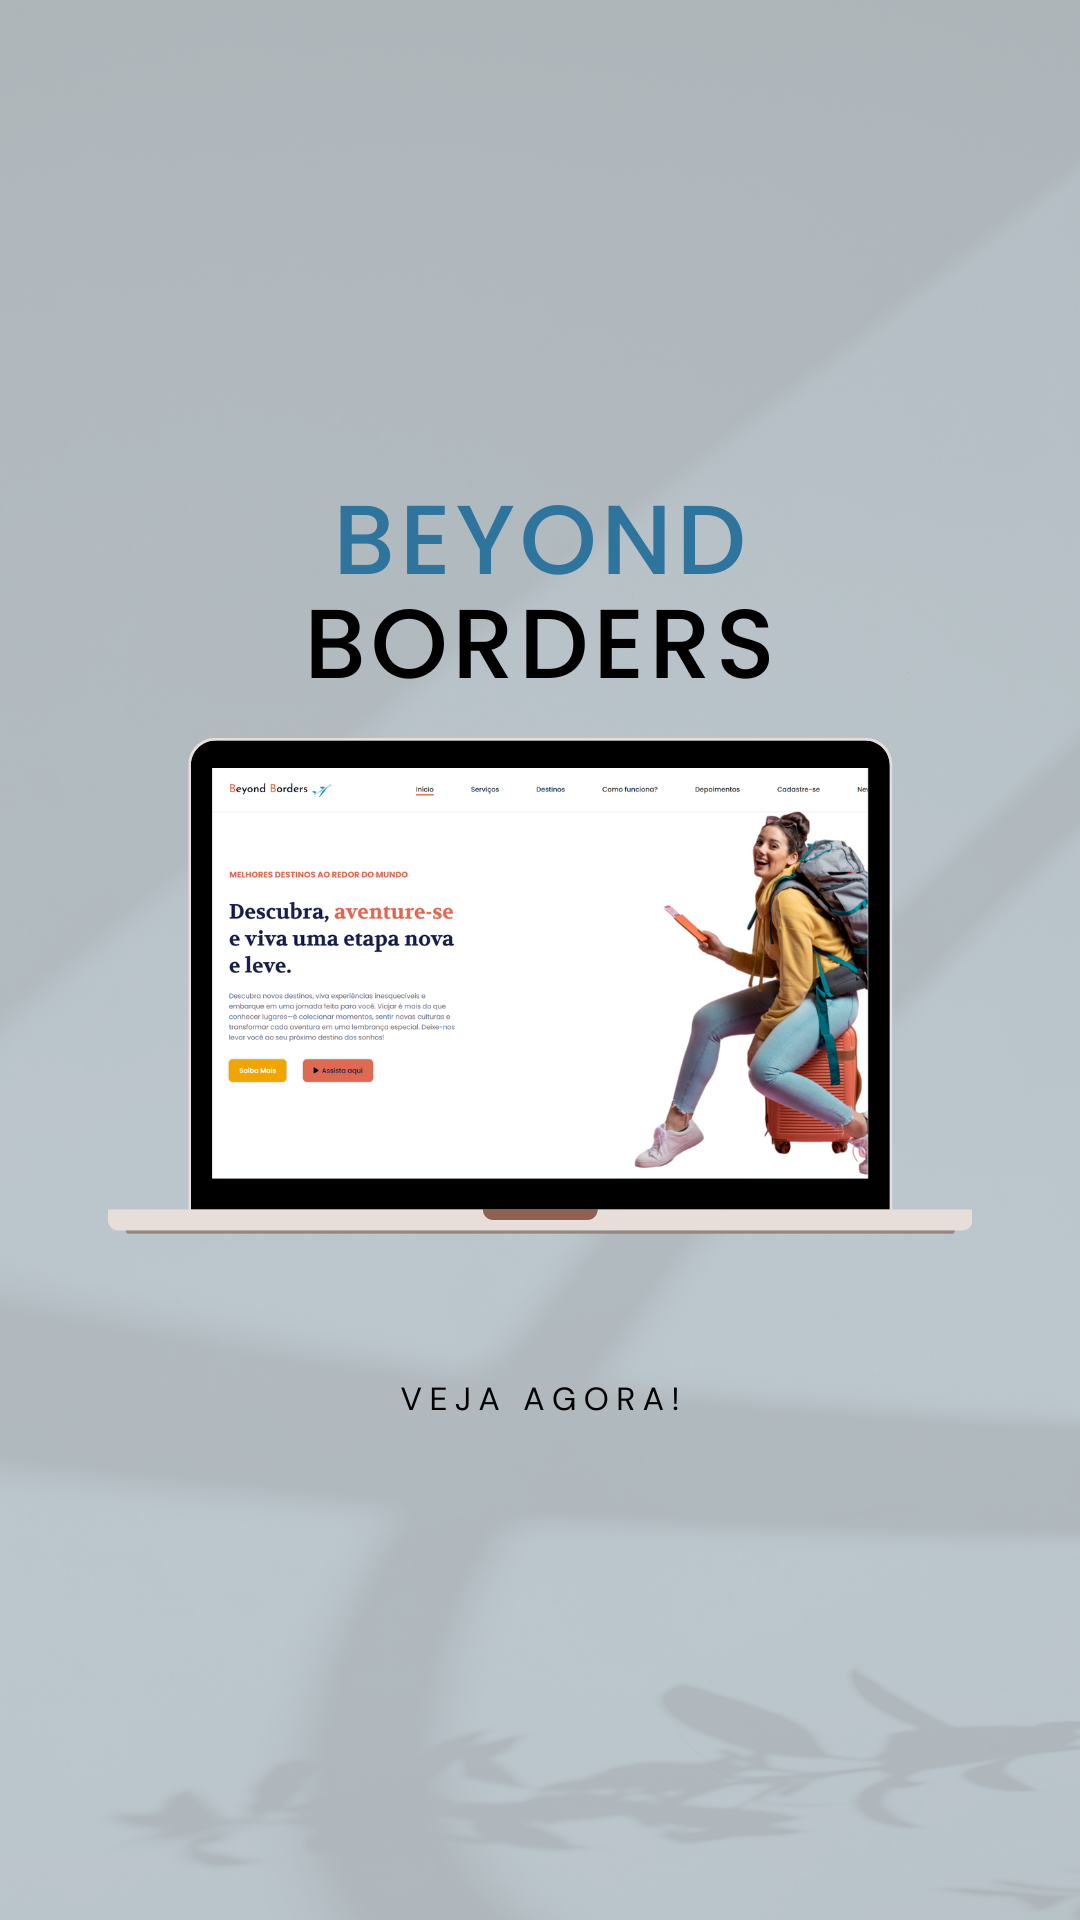 BEYOND
BORDERS
Beyond Borders
Início Serviços Destinos Como funciona? Depoimentos Cadastre-se
MELHORES DESTINOS AO REDOR DO MUNDO
Descubra, aventure-se
e viva uma etapa nova
e leve.
Descubra novos destinos, viva experiências inesquecíveis e
embarque em uma jornada feita para você. Viajar é mais do que
conhecer lugares—é colecionar momentos, sentir novas culturas e
transformar cada aventura em uma lembrança especial. Deixe-nos
levar você ao seu próximo destino dos sonhos!
Saiba Mais
Assista aqui
VEJA AGORA!